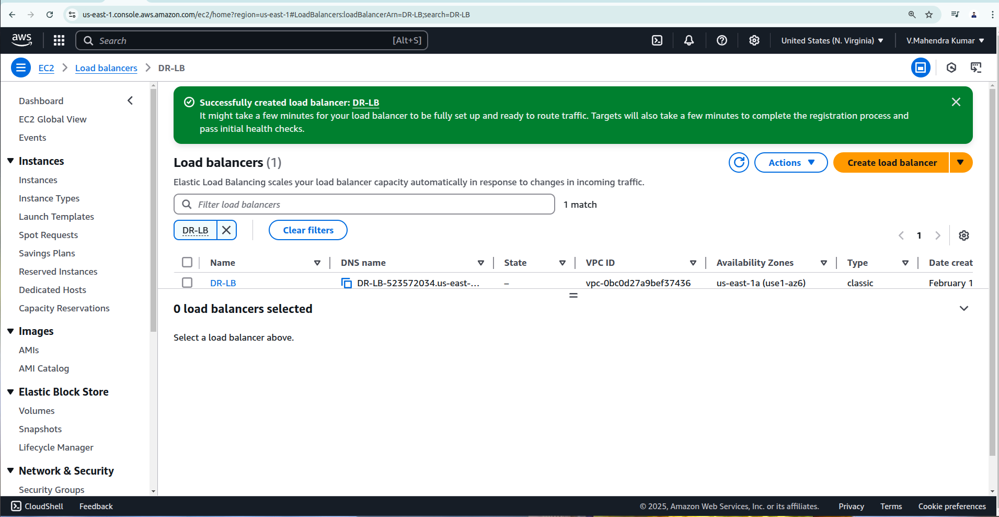 us-east-1.console.aws.amazon.com/ec2/home?region=us-east-1#LoadBalancers:loadBalancerArn=DR-LB;search=DR-LB
aws
Search
[Alt+S]
United States (N. Virginia)
V.Mahendra Kumar
EC2
Load balancers
DR-LB
Dashboard
EC2 Global View
Events
Instances
Instances
Instance Types
Launch Templates
Spot Requests
Savings Plans
Reserved Instances
Dedicated Hosts
Capacity Reservations
Images
AMIs
AMI Catalog
Elastic Block Store
Volumes
Snapshots
Lifecycle Manager
Network & Security
Security Groups
Successfully created load balancer: DR-LB
It might take a few minutes for your load balancer to be fully set up and ready to route traffic. Targets will also take a few minutes to complete the registration process and
pass initial health checks.
Load balancers (1)
Actions
Create load balancer
Elastic Load Balancing scales your load balancer capacity automatically in response to changes in incoming traffic.
Filter load balancers
1 match
DR-LB
Clear filters
1
Name
DNS name
State
VPC ID
Availability Zones
Type
Date creat
DR-LB
DR-LB-523572034.us-east-...
–
vpc-0bc0d27a9bef37436
us-east-1a (use1-az6)
classic
February 1
0 load balancers selected
Select a load balancer above.
CloudShell
Feedback
© 2025, Amazon Web Services, Inc. or its affiliates.
Privacy
Terms
Cookie preferences